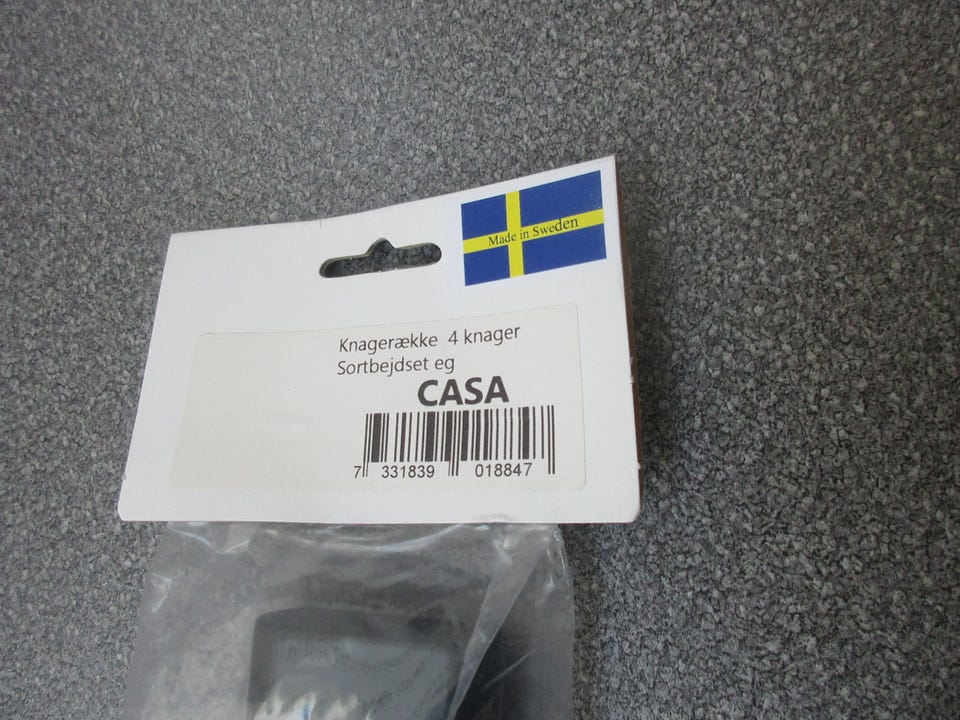 Made in Sweden
Knagerække 4 knager
Sortbejdset eg
CASA
7 331839 018847